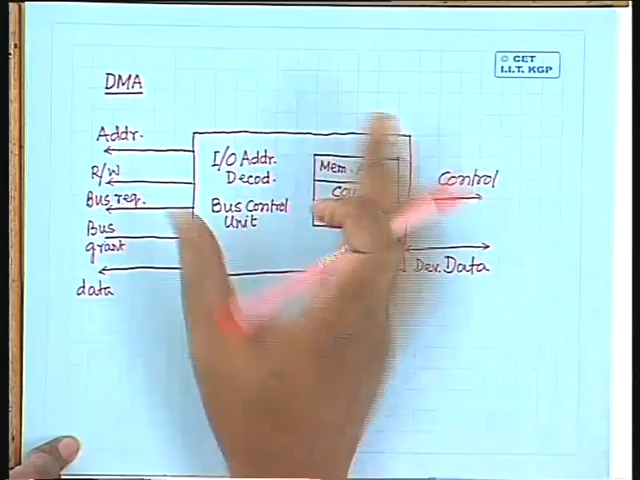 © CET
I.I.T. KGP
DMA
Addr.
R/W
Bus req.
Bus
grant
data
I/O Addr.
Decod.
Bus Control
Unit
Mem.
Control
Dev. Data